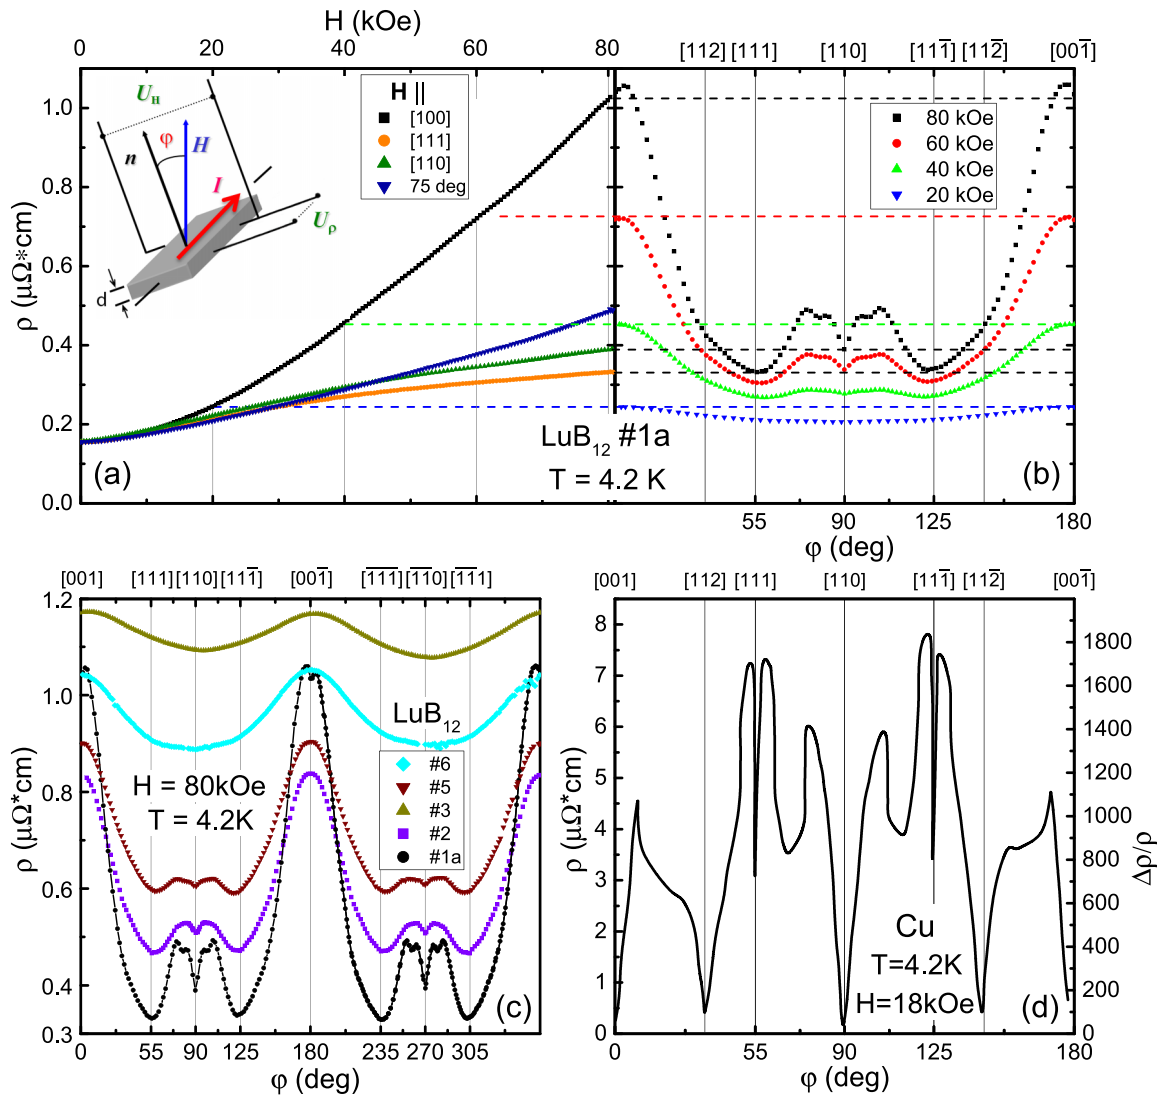 H (kOe)
0 20 40 60 80
[112] [111] [110] [111̅] [112̅] [001̅]
ρ (μΩ*cm)
1.0
0.8
0.6
0.4
0.2
0.0
U_H
φ
n
H
I
U_ρ
d
H ||
[100]
[111]
[110]
75 deg
80 kOe
60 kOe
40 kOe
20 kOe
(a)
LuB₁₂ #1a
T = 4.2 K
(b)
55 90 125 180
φ (deg)
[001] [111] [110] [111̅] [001̅] [1̅1̅1̅] [1̅1̅0] [1̅1̅1]
ρ (μΩ*cm)
1.2
1.0
0.8
0.6
0.4
0.3
LuB₁₂
H = 80kOe
T = 4.2K
#6
#5
#3
#2
#1a
(c)
0 55 90 125 180 235 270 305
φ (deg)
[001] [112] [111] [110] [111̅] [112̅] [001̅]
ρ (μΩ*cm)
8
7
6
5
4
3
2
1
0
1800
1600
1400
1200
1000
800
600
400
200
0
Δρ/ρ
Cu
T=4.2K
H=18kOe
(d)
0 55 90 125 180
φ (deg)